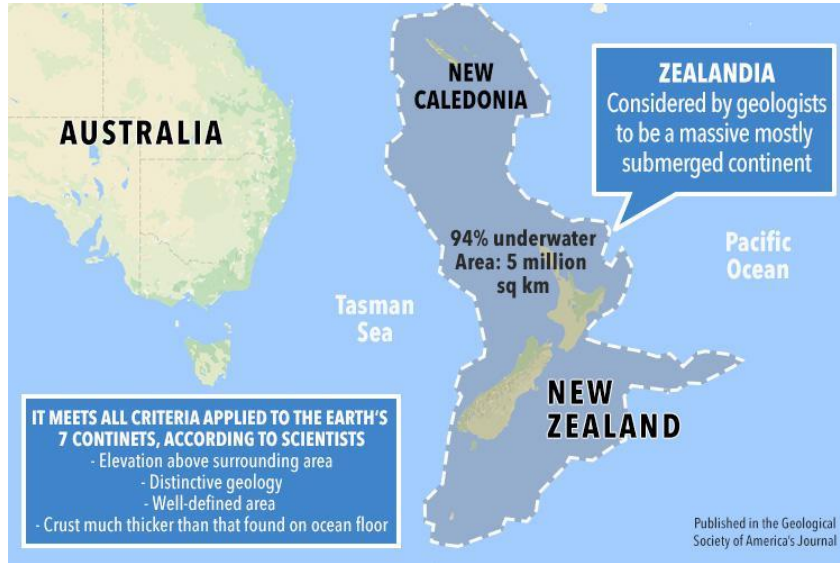 AUSTRALIA
NEW
CALEDONIA
ZEALANDIA
Considered by geologists
to be a massive mostly
submerged continent
94% underwater
Area: 5 million
sq km
Pacific
Ocean
Tasman
Sea
NEW
ZEALAND
IT MEETS ALL CRITERIA APPLIED TO THE EARTH'S
7 CONTINETS, ACCORDING TO SCIENTISTS
- Elevation above surrounding area
- Distinctive geology
- Well-defined area
- Crust much thicker than that found on ocean floor
Published in the Geological
Society of America's Journal